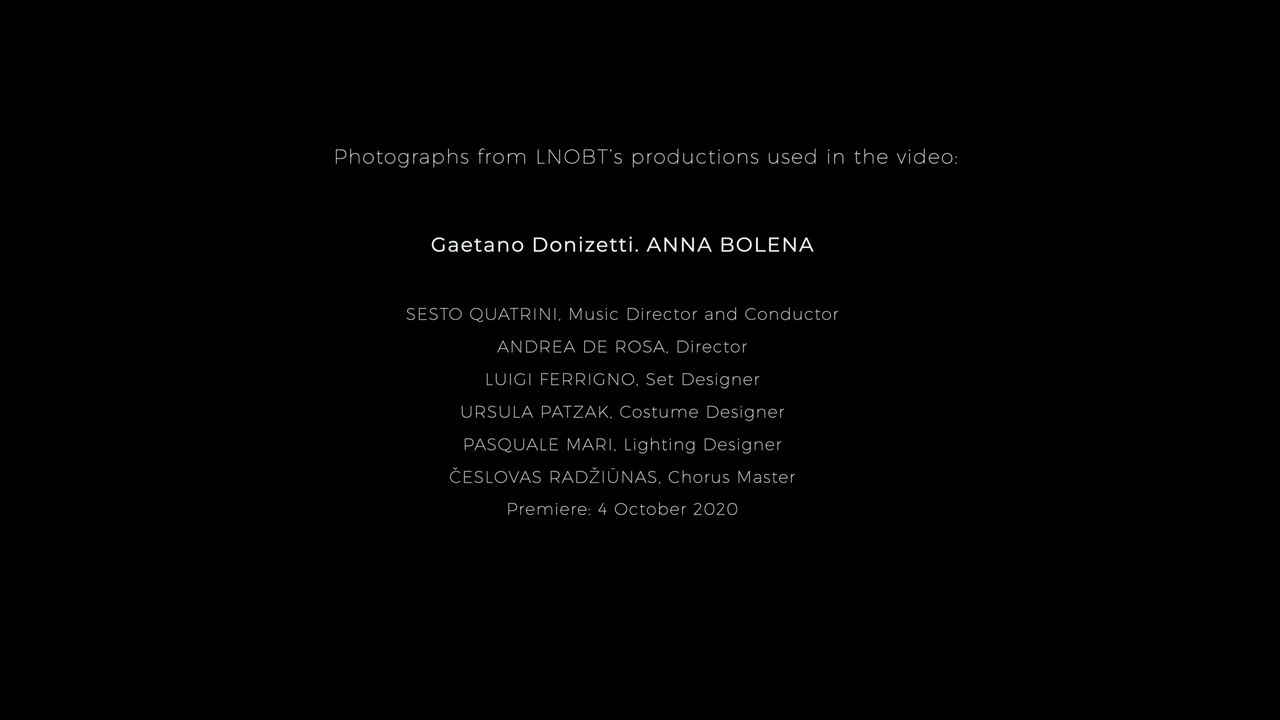 Photographs from LNOBT's productions used in the video:
Gaetano Donizetti. ANNA BOLENA
SESTO QUATRINI, Music Director and Conductor
ANDREA DE ROSA, Director
LUIGI FERRIGNO, Set Designer
URSULA PATZAK, Costume Designer
PASQUALE MARI, Lighting Designer
ČESLOVAS RADŽIŪNAS, Chorus Master
Premiere: 4 October 2020